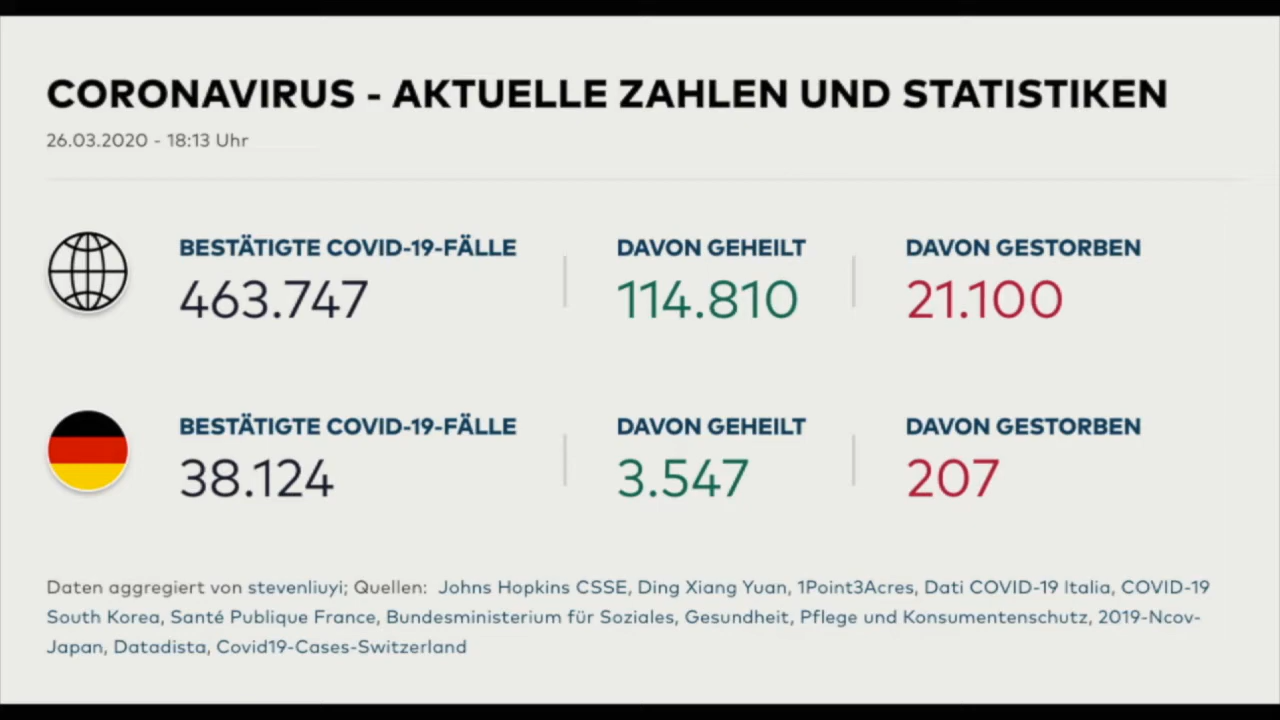 CORONAVIRUS - AKTUELLE ZAHLEN UND STATISTIKEN
26.03.2020 - 18:13 Uhr
BESTÄTIGTE COVID-19-FÄLLE DAVON GEHEILT DAVON GESTORBEN
463.747 114.810 21.100
BESTÄTIGTE COVID-19-FÄLLE DAVON GEHEILT DAVON GESTORBEN
38.124 3.547 207
Daten aggregiert von stevenliuyi; Quellen: Johns Hopkins CSSE, Ding Xiang Yuan, 1Point3Acres, Dati COVID-19 Italia, COVID-19
South Korea, Santé Publique France, Bundesministerium für Soziales, Gesundheit, Pflege und Konsumentenschutz, 2019-Ncov-
Japan, Datadista, Covid19-Cases-Switzerland